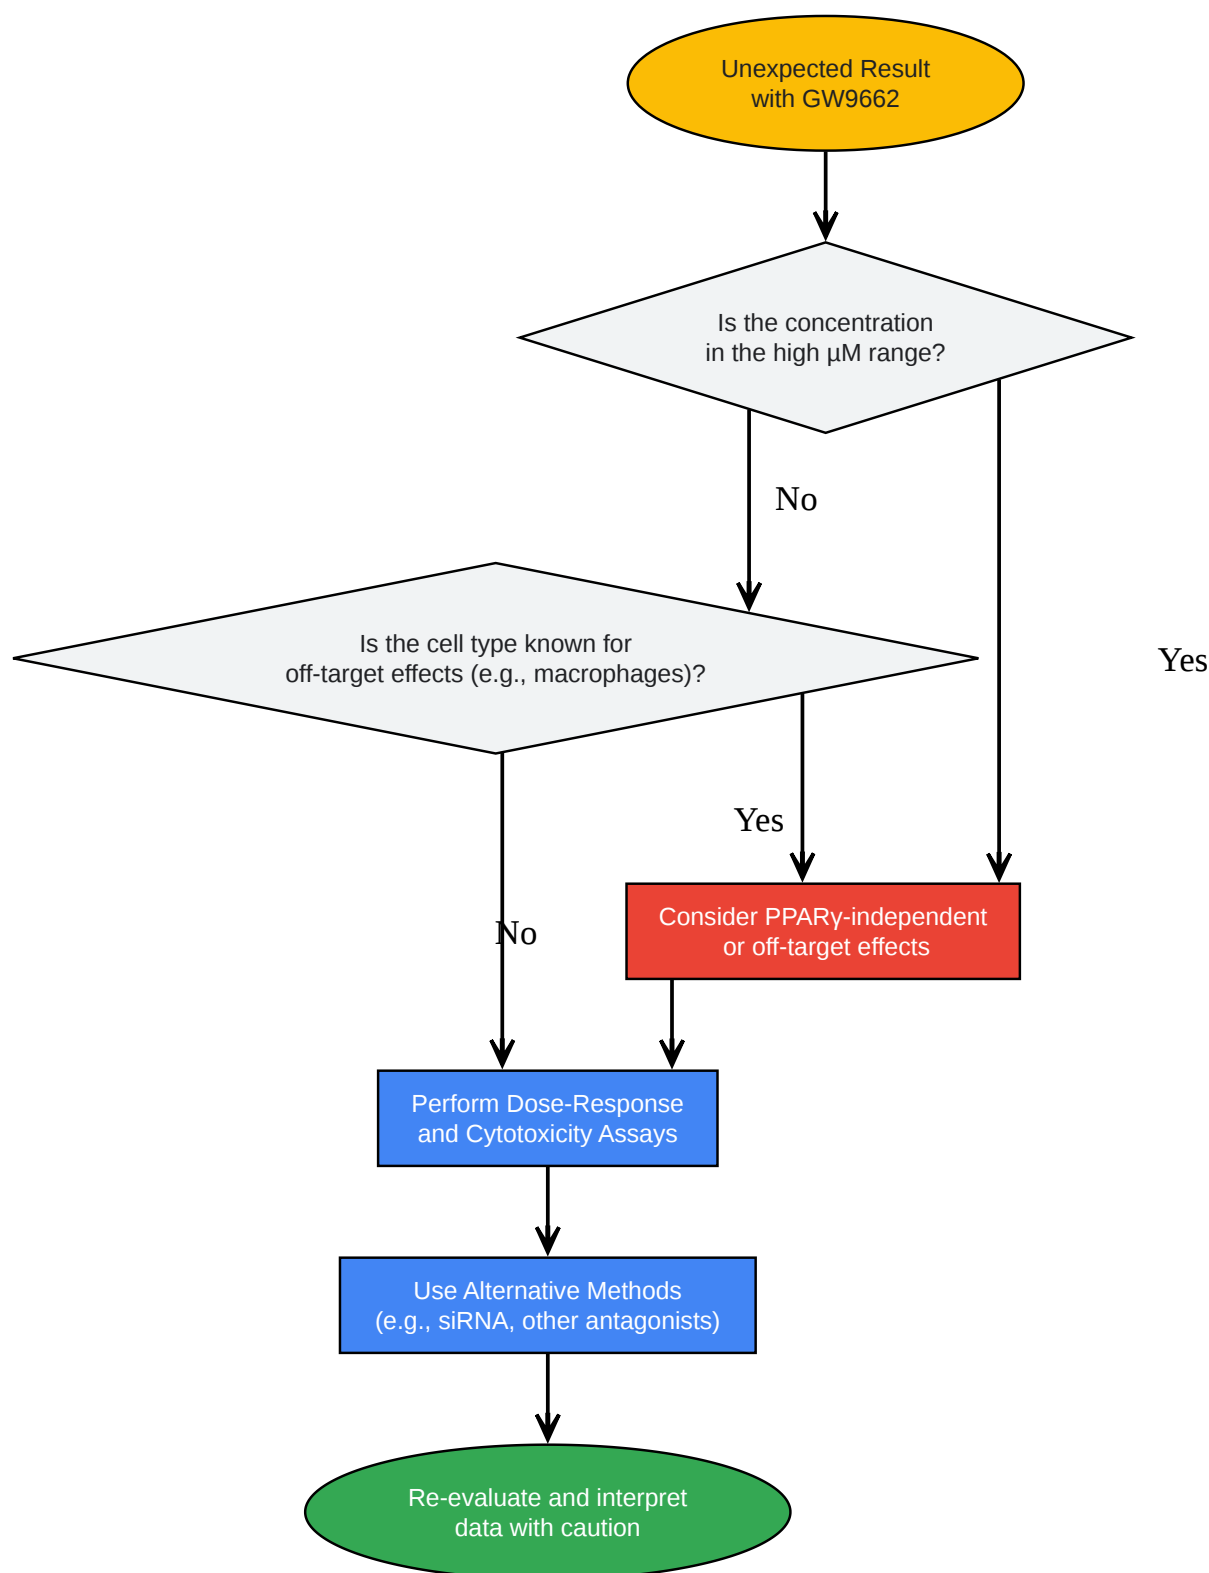 Unexpected Result
with GW9662
Is the concentration
in the high µM range?
No
Is the cell type known for
off-target effects (e.g., macrophages)?
Yes
Yes
No
Consider PPARγ-independent
or off-target effects
Perform Dose-Response
and Cytotoxicity Assays
Use Alternative Methods
(e.g., siRNA, other antagonists)
Re-evaluate and interpret
data with caution